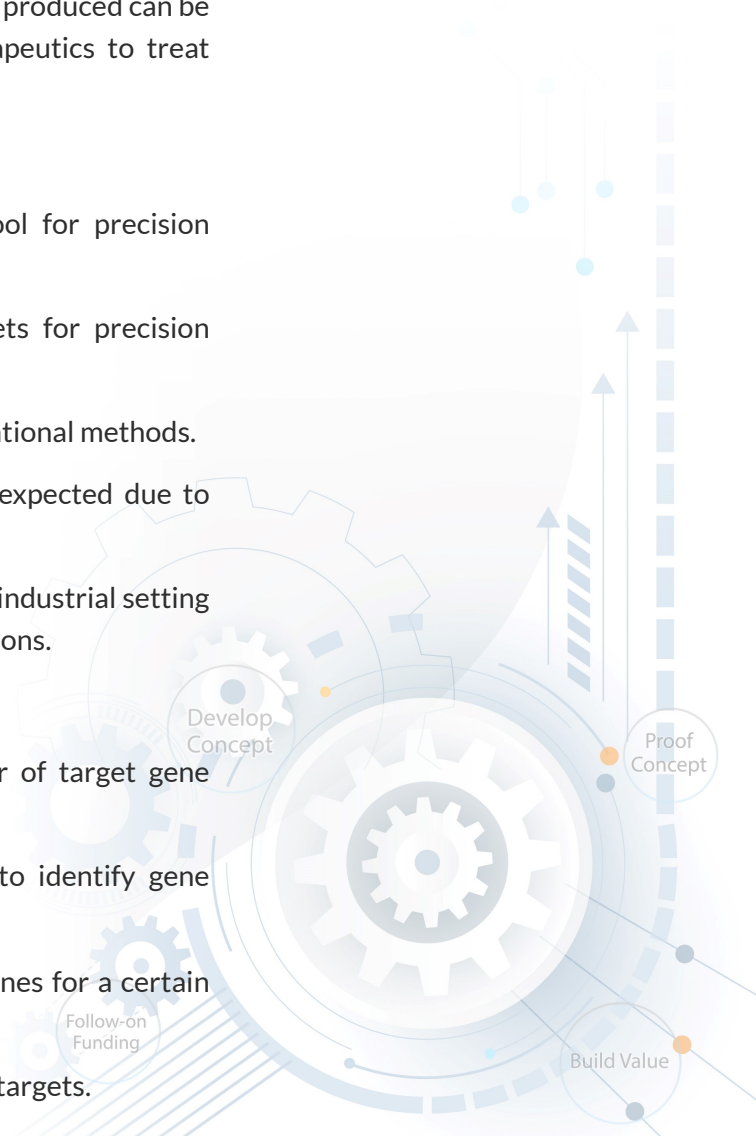 produced can be
apeutics to treat
ool for precision
ets for precision
ational methods.
expected due to
industrial setting
ons.
Develop
Concept
Proof
Concept
r of target gene
to identify gene
nes for a certain
Follow-on
Funding
Build Value
targets.